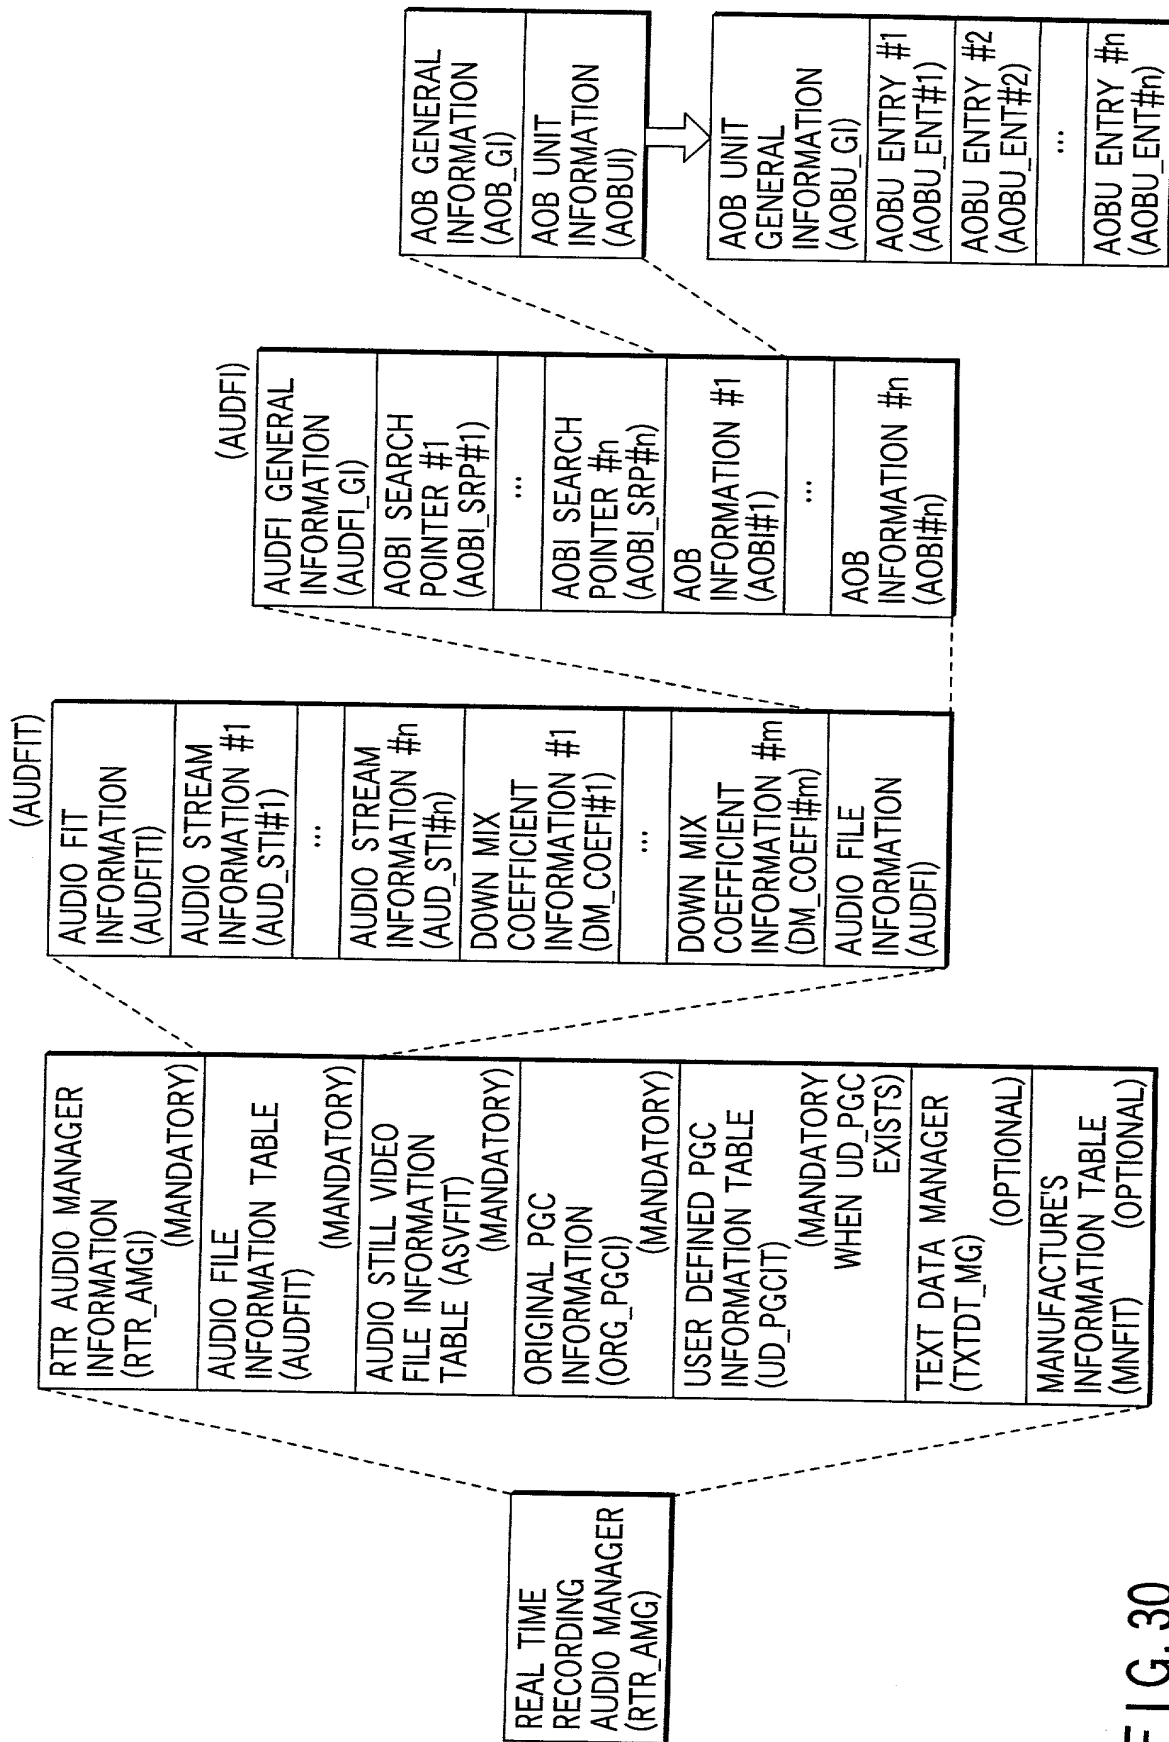 REAL TIME
RECORDING
AUDIO MANAGER
(RTR_AMG)
RTR AUDIO MANAGER
INFORMATION
(RTR_AMGI)
(MANDATORY)
AUDIO FILE
INFORMATION TABLE
(AUDFIT)
(MANDATORY)
AUDIO STILL VIDEO
FILE INFORMATION
TABLE (ASVFIT)
(MANDATORY)
ORIGINAL PGC
INFORMATION
(ORG_PGCI)
(MANDATORY)
USER DEFINED PGC
INFORMATION TABLE
(UD_PGCIT)
(MANDATORY
WHEN UD_PGC
EXISTS)
TEXT DATA MANAGER
(TXTDT_MG)
(OPTIONAL)
MANUFACTURE'S
INFORMATION TABLE
(MNFIT) (OPTIONAL)
(AUDFIT)
AUDIO FIT
INFORMATION
(AUDFITI)
AUDIO STREAM
INFORMATION #1
(AUD_STI#1)
...
AUDIO STREAM
INFORMATION #n
(AUD_STI#n)
DOWN MIX
COEFFICIENT
INFORMATION #1
(DM_COEFI#1)
...
DOWN MIX
COEFFICIENT
INFORMATION #m
(DM_COEFI#m)
AUDIO FILE
INFORMATION
(AUDFI)
(AUDFI)
AUDFI GENERAL
INFORMATION
(AUDFI_GI)
AOBI SEARCH
POINTER #1
(AOBI_SRP#1)
...
AOBI SEARCH
POINTER #n
(AOBI_SRP#n)
AOB
INFORMATION #1
(AOBI#1)
...
AOB
INFORMATION #n
(AOBI#n)
AOB GENERAL
INFORMATION
(AOB_GI)
AOB UNIT
INFORMATION
(AOBUI)
AOB UNIT
GENERAL
INFORMATION
(AOBU_GI)
AOBU ENTRY #1
(AOBU_ENT#1)
AOBU ENTRY #2
(AOBU_ENT#2)
...
AOBU ENTRY #n
(AOBU_ENT#n)
FIG. 30